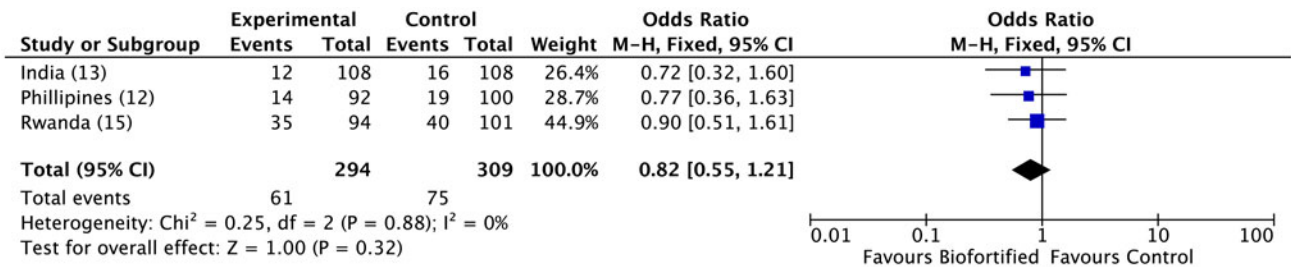 Experimental Control Odds Ratio Odds Ratio
Study or Subgroup Events Total Events Total Weight M-H, Fixed, 95% CI M-H, Fixed, 95% CI
India (13) 12 108 16 108 26.4% 0.72 [0.32, 1.60]
Phillipines (12) 14 92 19 100 28.7% 0.77 [0.36, 1.63]
Rwanda (15) 35 94 40 101 44.9% 0.90 [0.51, 1.61]
Total (95% CI) 294 309 100.0% 0.82 [0.55, 1.21]
Total events 61 75
Heterogeneity: Chi² = 0.25, df = 2 (P = 0.88); I² = 0%
Test for overall effect: Z = 1.00 (P = 0.32)
0.01 0.1 1 10 100
Favours Biofortified Favours Control